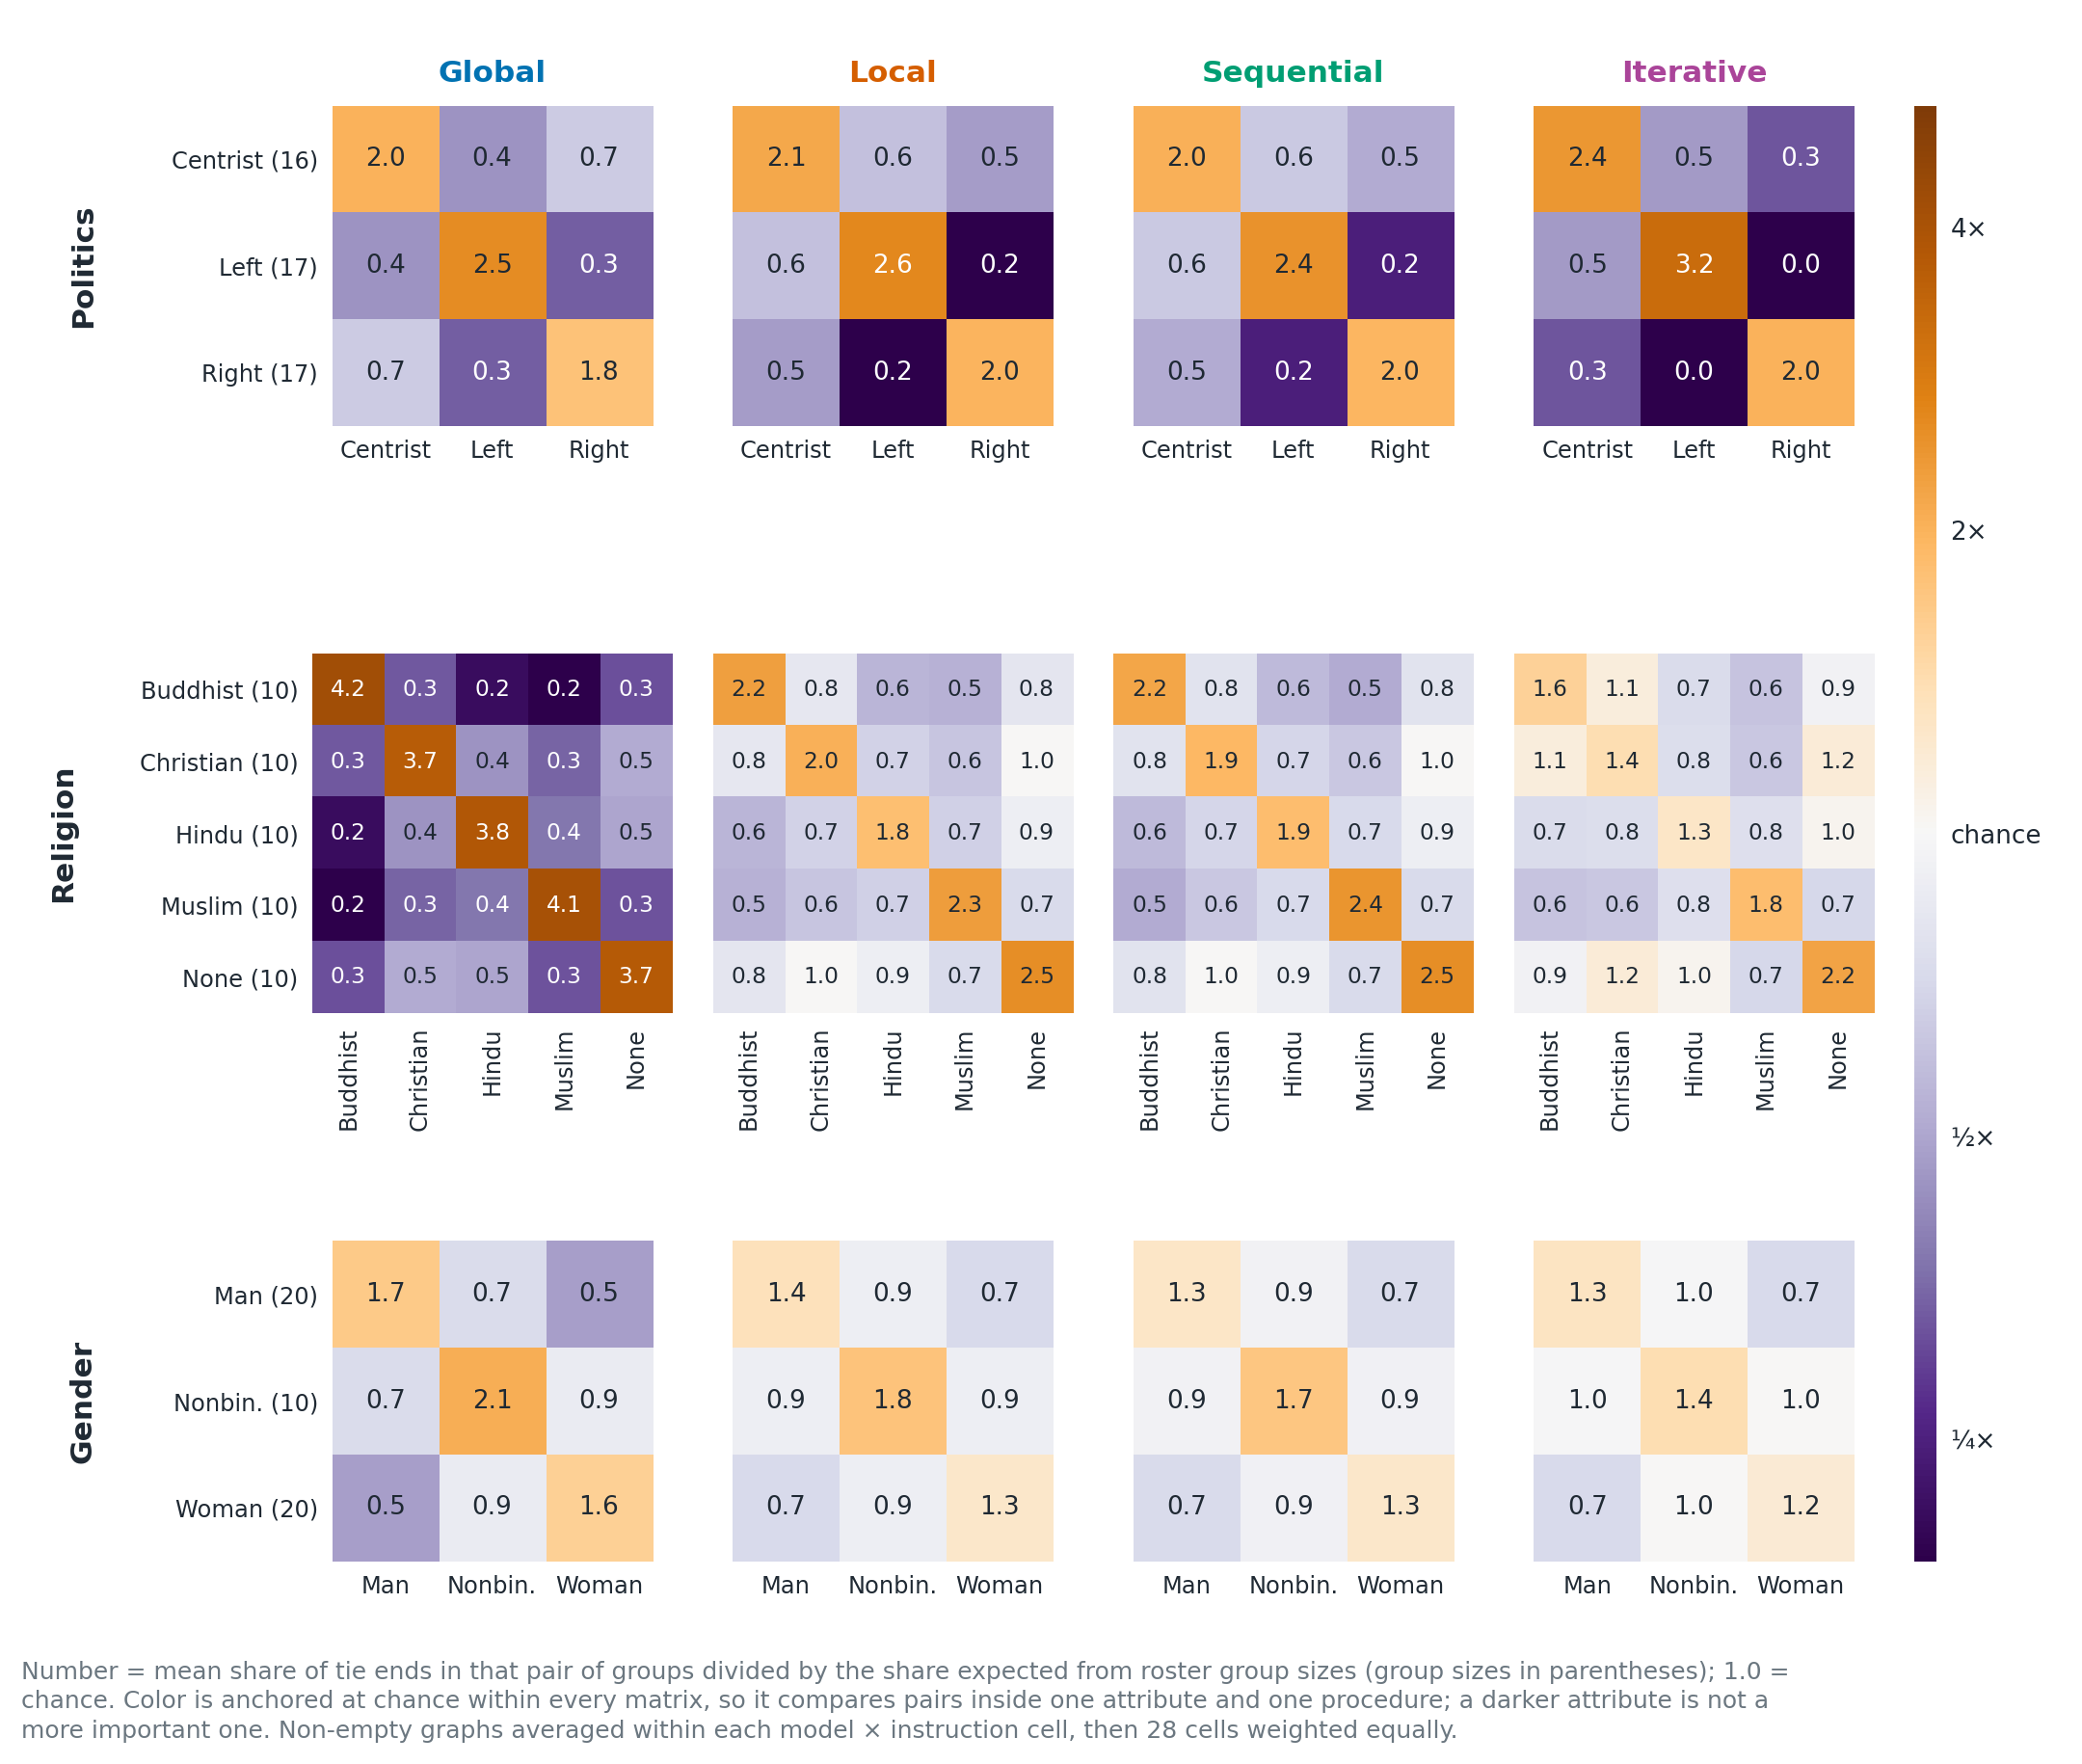 Global Local Sequential Iterative
Politics
Centrist (16) 2.0 0.4 0.7 2.1 0.6 0.5 2.0 0.6 0.5 2.4 0.5 0.3
Left (17) 0.4 2.5 0.3 0.6 2.6 0.2 0.6 2.4 0.2 0.5 3.2 0.0
Right (17) 0.7 0.3 1.8 0.5 0.2 2.0 0.5 0.2 2.0 0.3 0.0 2.0
Centrist Left Right Centrist Left Right Centrist Left Right Centrist Left Right
Religion
Buddhist (10) 4.2 0.3 0.2 0.2 0.3 2.2 0.8 0.6 0.5 0.8 2.2 0.8 0.6 0.5 0.8 1.6 1.1 0.7 0.6 0.9
Christian (10) 0.3 3.7 0.4 0.3 0.5 0.8 2.0 0.7 0.6 1.0 0.8 1.9 0.7 0.6 1.0 1.1 1.4 0.8 0.6 1.2
Hindu (10) 0.2 0.4 3.8 0.4 0.5 0.6 0.7 1.8 0.7 0.9 0.6 0.7 1.9 0.7 0.9 0.7 0.8 1.3 0.8 1.0
Muslim (10) 0.2 0.3 0.4 4.1 0.3 0.5 0.6 0.7 2.3 0.7 0.5 0.6 0.7 2.4 0.7 0.6 0.6 0.8 1.8 0.7
None (10) 0.3 0.5 0.5 0.3 3.7 0.8 1.0 0.9 0.7 2.5 0.8 1.0 0.9 0.7 2.5 0.9 1.2 1.0 0.7 2.2
Buddhist Christian Hindu Muslim None Buddhist Christian Hindu Muslim None Buddhist Christian Hindu Muslim None Buddhist Christian Hindu Muslim None
Gender
Man (20) 1.7 0.7 0.5 1.4 0.9 0.7 1.3 0.9 0.7 1.3 1.0 0.7
Nonbin. (10) 0.7 2.1 0.9 0.9 1.8 0.9 0.9 1.7 0.9 1.0 1.4 1.0
Woman (20) 0.5 0.9 1.6 0.7 0.9 1.3 0.7 0.9 1.3 0.7 1.0 1.2
Man Nonbin. Woman Man Nonbin. Woman Man Nonbin. Woman Man Nonbin. Woman
4×
2×
chance
½×
¼×
Number = mean share of tie ends in that pair of groups divided by the share expected from roster group sizes (group sizes in parentheses); 1.0 =
chance. Color is anchored at chance within every matrix, so it compares pairs inside one attribute and one procedure; a darker attribute is not a
more important one. Non-empty graphs averaged within each model × instruction cell, then 28 cells weighted equally.